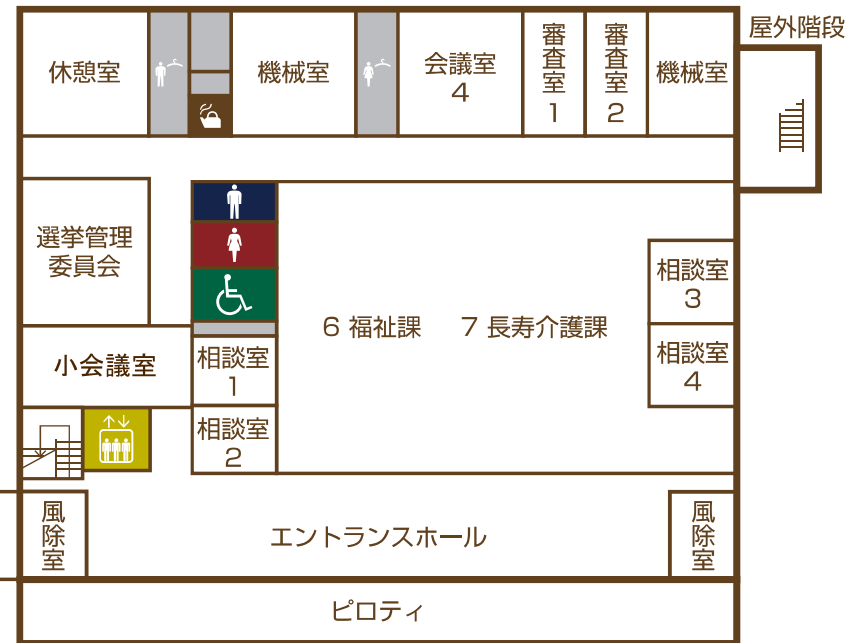 屋外階段
休憩室
機械室
会議室
4
審査室1
審査室2
機械室
選挙管理
委員会
相談室
3
6 福祉課
7 長寿介護課
小会議室
相談室
1
相談室
4
相談室
2
風除室
エントランスホール
風除室
ピロティ